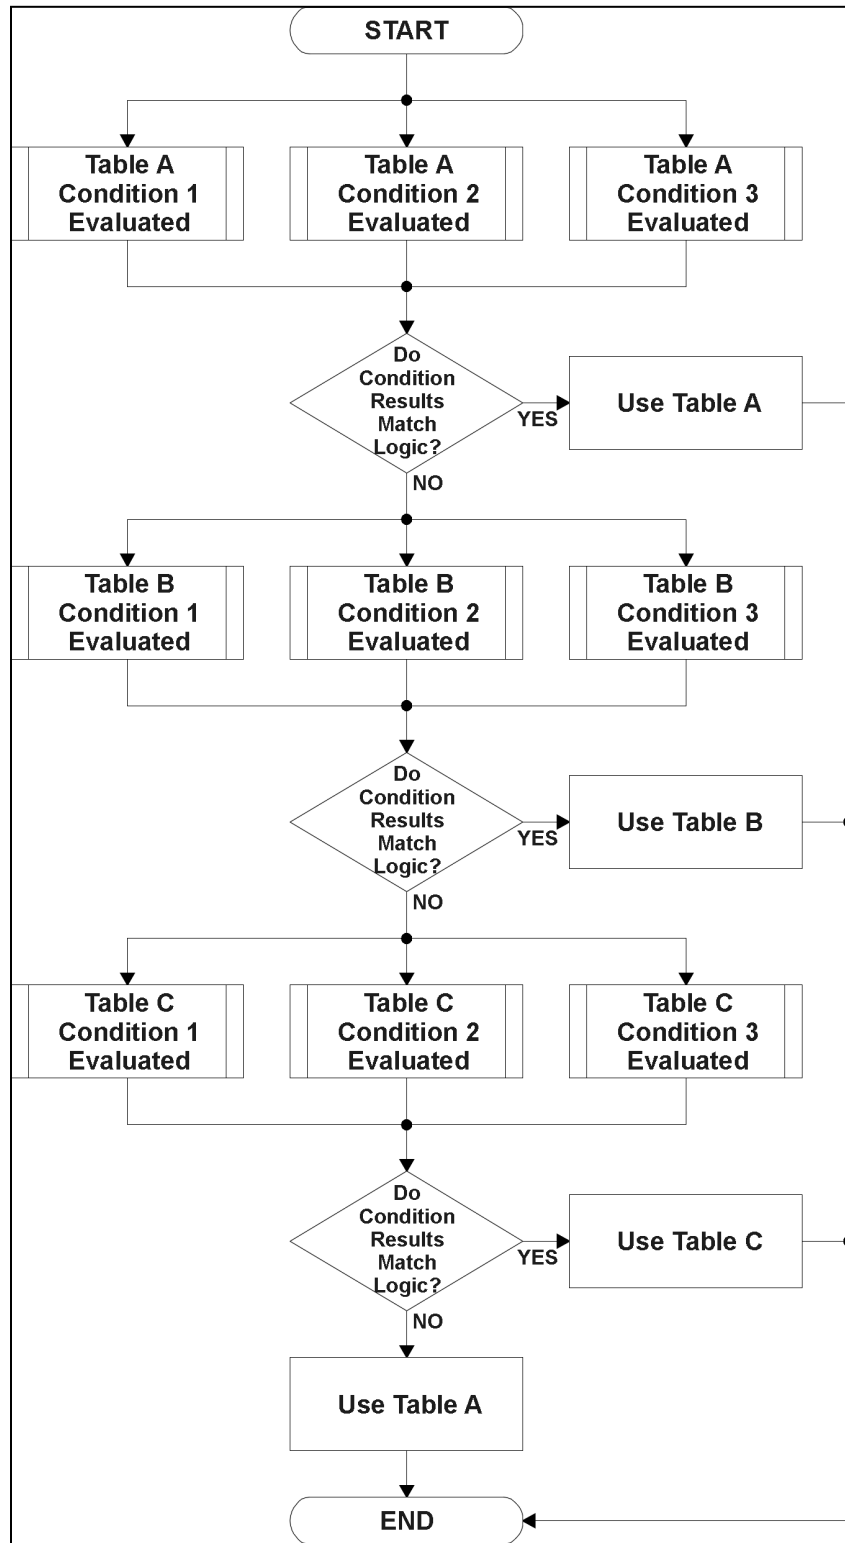 START
Table A
Condition 1
Evaluated
Table A
Condition 2
Evaluated
Table A
Condition 3
Evaluated
Do
Condition
Results
Match
Logic?
YES
Use Table A
NO
Table B
Condition 1
Evaluated
Table B
Condition 2
Evaluated
Table B
Condition 3
Evaluated
Do
Condition
Results
Match
Logic?
YES
Use Table B
NO
Table C
Condition 1
Evaluated
Table C
Condition 2
Evaluated
Table C
Condition 3
Evaluated
Do
Condition
Results
Match
Logic?
YES
Use Table C
NO
Use Table A
END